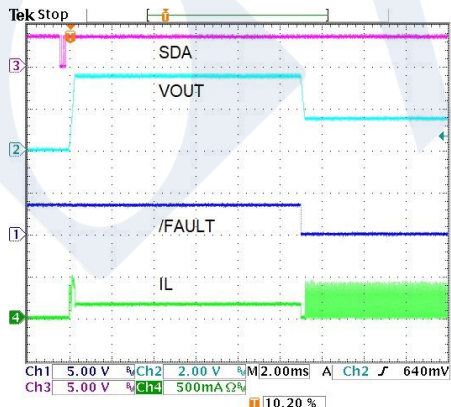 Tek Stop
T
T
3
SDA
VOUT
2
1
/FAULT
IL
4
Ch1 5.00 V Ch2 2.00 V M 2.00ms A Ch2 640mV
Ch3 5.00 V Ch4 500mAΩ
T 10.20 %